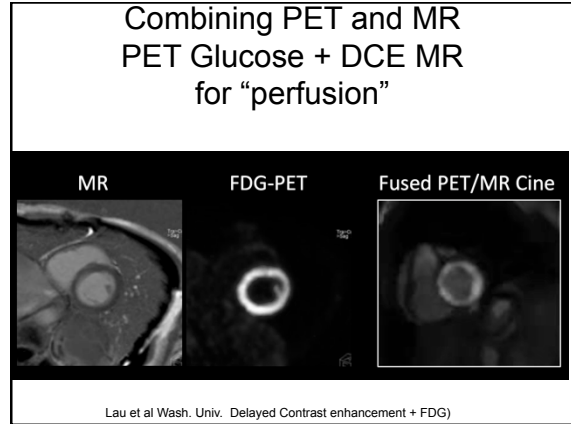 Combining PET and MR
PET Glucose + DCE MR
for “perfusion”
MR
FDG-PET
Fused PET/MR Cine
Lau et al Wash. Univ.  Delayed Contrast enhancement + FDG)